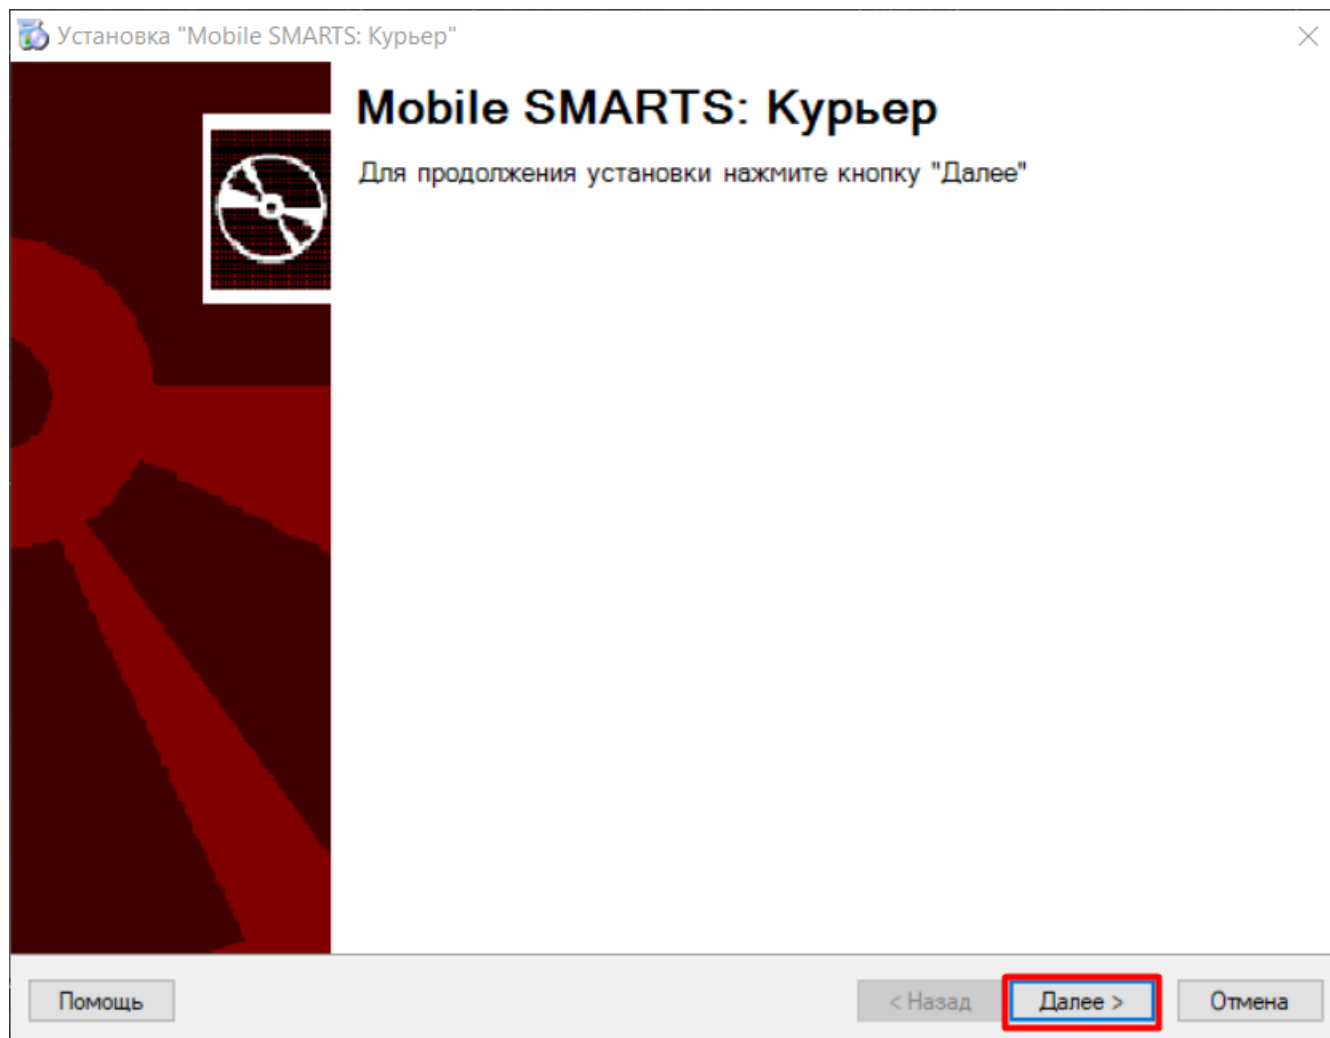 Установка "Mobile SMARTS: Курьер"
Mobile SMARTS: Курьер
Для продолжения установки нажмите кнопку "Далее"
Помощь
< Назад
Далее >
Отмена